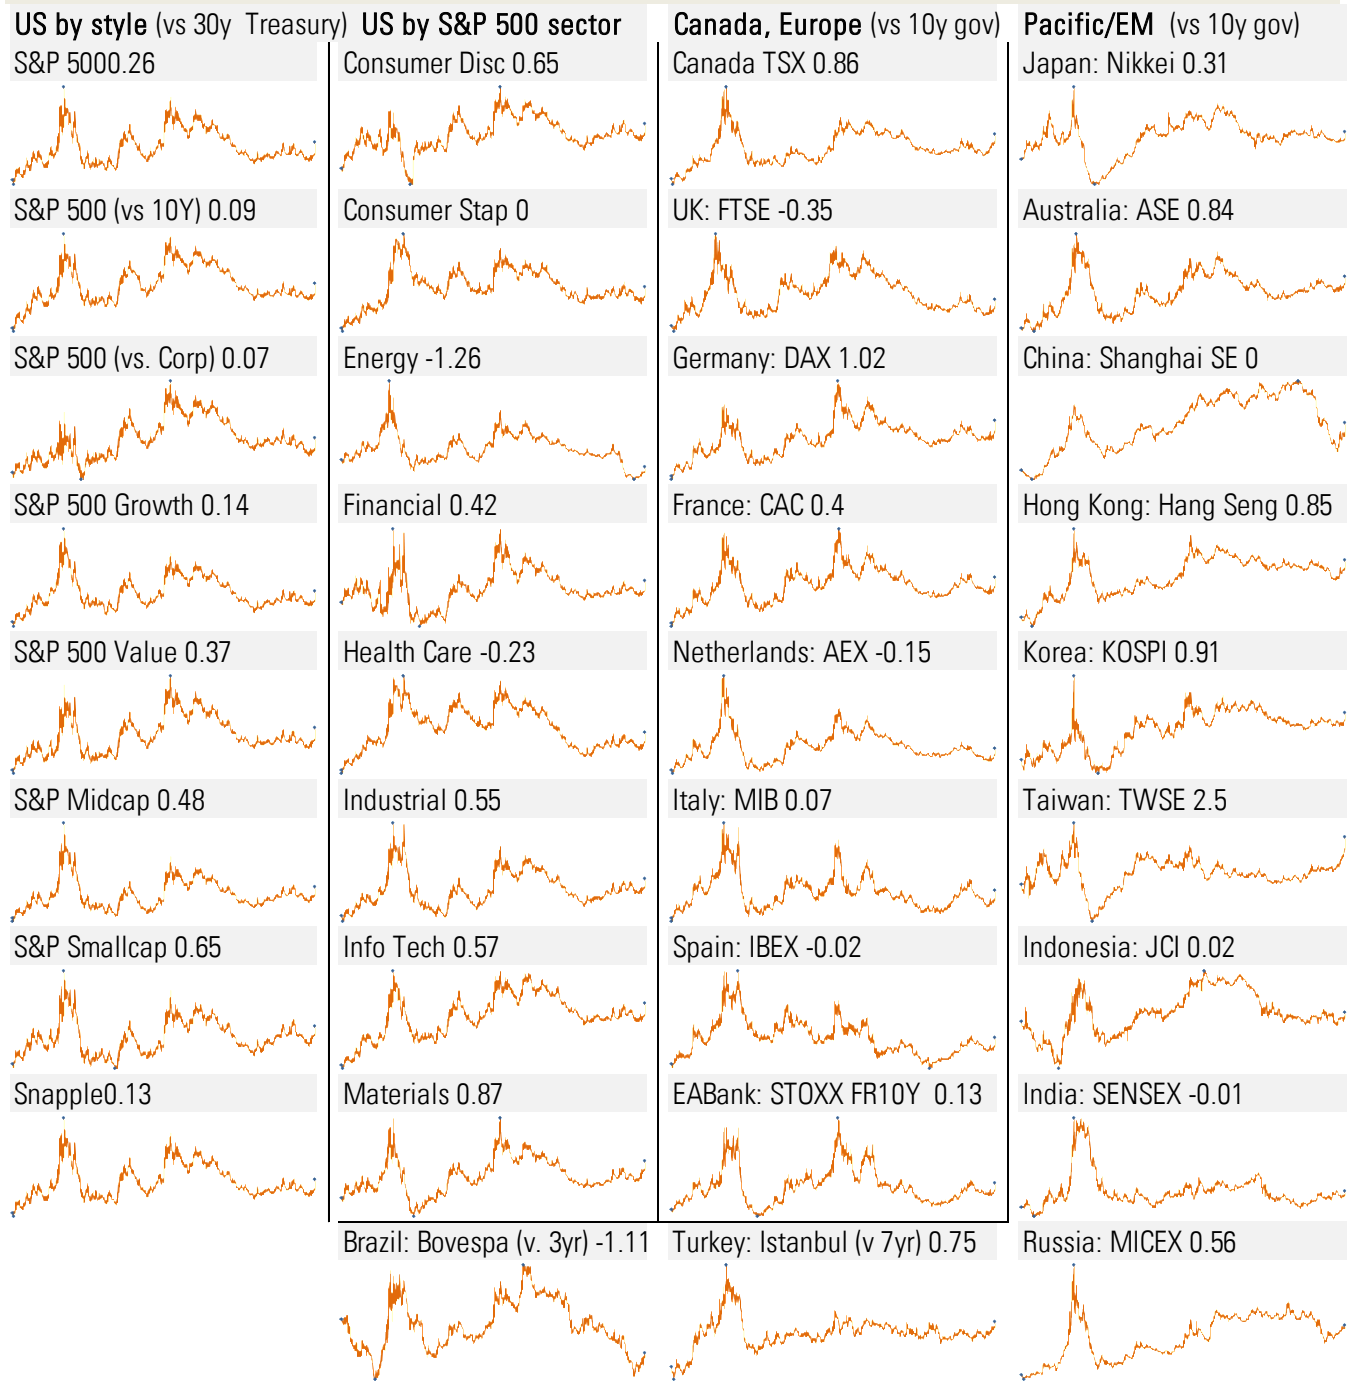 US by style (vs 30y Treasury) US by S&P 500 sector Canada, Europe (vs 10y gov) Pacific/EM (vs 10y gov)
S&P 5000.26 Consumer Disc 0.65 Canada TSX 0.86 Japan: Nikkei 0.31
S&P 500 (vs 10Y) 0.09 Consumer Stap 0 UK: FTSE -0.35 Australia: ASE 0.84
S&P 500 (vs. Corp) 0.07 Energy -1.26 Germany: DAX 1.02 China: Shanghai SE 0
S&P 500 Growth 0.14 Financial 0.42 France: CAC 0.4 Hong Kong: Hang Seng 0.85
S&P 500 Value 0.37 Health Care -0.23 Netherlands: AEX -0.15 Korea: KOSPI 0.91
S&P Midcap 0.48 Industrial 0.55 Italy: MIB 0.07 Taiwan: TWSE 2.5
S&P Smallcap 0.65 Info Tech 0.57 Spain: IBEX -0.02 Indonesia: JCI 0.02
Snapple0.13 Materials 0.87 EABank: STOXX FR10Y 0.13 India: SENSEX -0.01
Brazil: Bovespa (v. 3yr) -1.11 Turkey: Istanbul (v 7yr) 0.75 Russia: MICEX 0.56